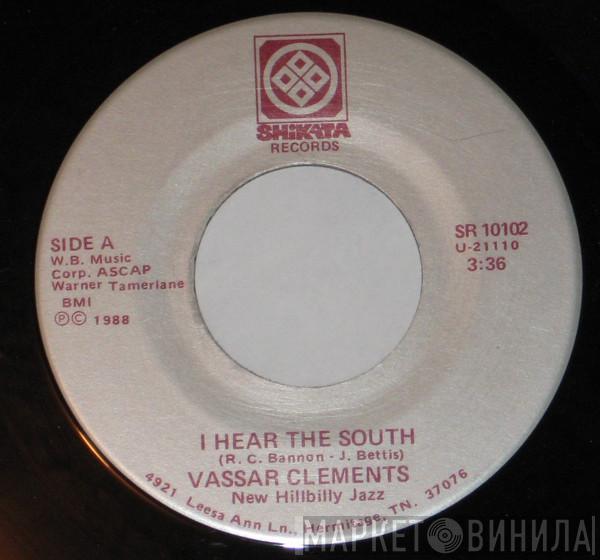 SHiKATA
RECORDS
SIDE A
W.B. Music
Corp. ASCAP
Warner Tamerlane
BMI
ⓅⒸ 1988
SR 10102
U-21110
3:36
I HEAR THE SOUTH
(R. C. Bannon - J. Bettis)
VASSAR CLEMENTS
New Hillbilly Jazz
4921 Leesa Ann Ln., Hermitage, TN. 37076
МАРКЕТ ВИНИЛА